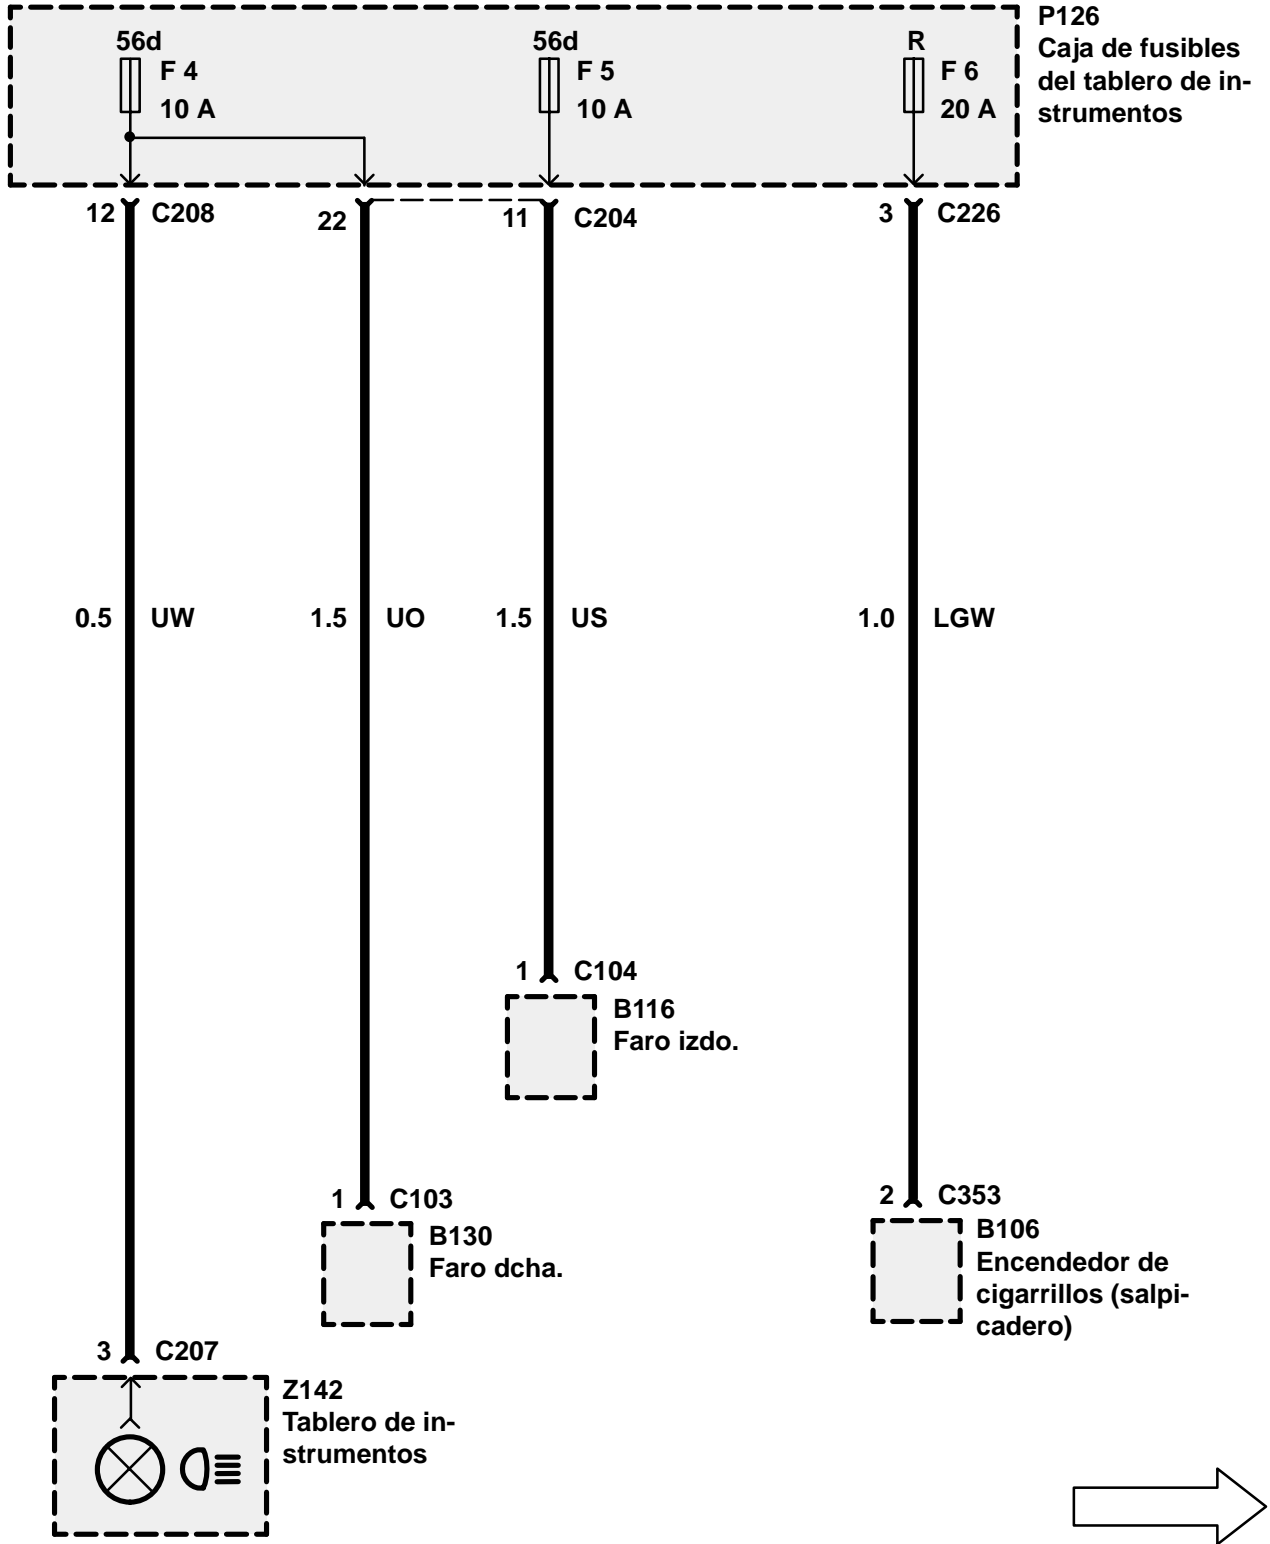 P126
Caja de fusibles
del tablero de in-
strumentos
56d
F 4
10 A
56d
F 5
10 A
R
F 6
20 A
12 C208
22
11 C204
3 C226
0.5 UW
1.5 UO
1.5 US
1.0 LGW
1 C104
B116
Faro izdo.
1 C103
B130
Faro dcha.
2 C353
B106
Encendedor de
cigarrillos (salpi-
cadero)
3 C207
Z142
Tablero de in-
strumentos